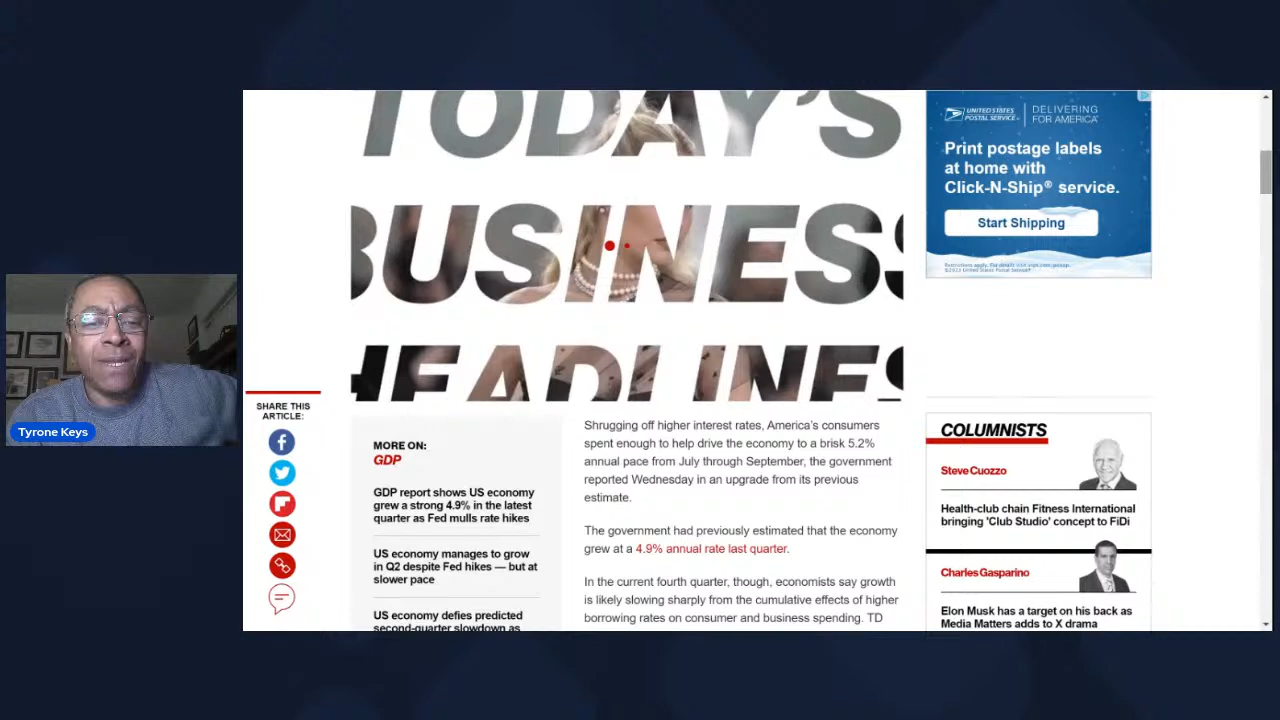 TODAY'S
BUSINESS
HEADLINES
UNITED STATES
POSTAL SERVICE
DELIVERING
FOR AMERICA
Print postage labels
at home with
Click-N-Ship® service.
Start Shipping
Tyrone Keys
SHARE THIS
ARTICLE:
MORE ON:
GDP
GDP report shows US economy
grew a strong 4.9% in the latest
quarter as Fed mulls rate hikes
US economy manages to grow
in Q2 despite Fed hikes — but at
slower pace
US economy defies predicted
second-quarter slowdown as
Shrugging off higher interest rates, America's consumers
spent enough to help drive the economy to a brisk 5.2%
annual pace from July through September, the government
reported Wednesday in an upgrade from its previous
estimate.
The government had previously estimated that the economy
grew at a 4.9% annual rate last quarter.
In the current fourth quarter, though, economists say growth
is likely slowing sharply from the cumulative effects of higher
borrowing rates on consumer and business spending. TD
COLUMNISTS
Steve Cuozzo
Health-club chain Fitness International
bringing 'Club Studio' concept to FiDi
Charles Gasparino
Elon Musk has a target on his back as
Media Matters adds to X drama